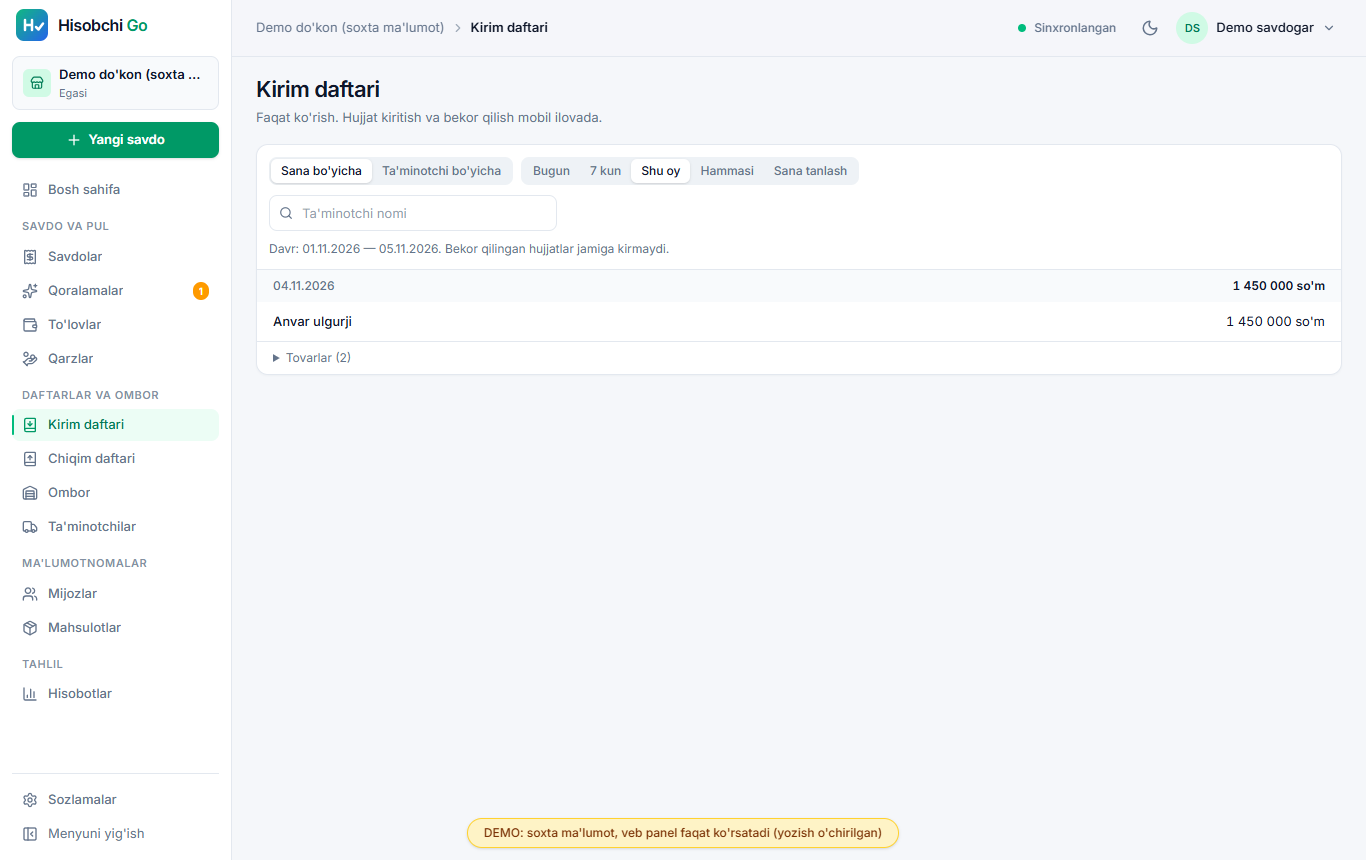 Hisobchi Go
Demo do'kon (soxta ...
Egasi
+ Yangi savdo
Bosh sahifa
SAVDO VA PUL
Savdolar
Qoralamalar 1
To'lovlar
Qarzlar
DAFTARLAR VA OMBOR
Kirim daftari
Chiqim daftari
Ombor
Ta'minotchilar
MA'LUMOTNOMALAR
Mijozlar
Mahsulotlar
TAHLIL
Hisobotlar
Sozlamalar
Menyuni yig'ish
Demo do'kon (soxta ma'lumot) > Kirim daftari
Sinxronlangan DS Demo savdogar
Kirim daftari
Faqat ko'rish. Hujjat kiritish va bekor qilish mobil ilovada.
Sana bo'yicha Ta'minotchi bo'yicha Bugun 7 kun Shu oy Hammasi Sana tanlash
Ta'minotchi nomi
Davr: 01.11.2026 — 05.11.2026. Bekor qilingan hujjatlar jamiga kirmaydi.
04.11.2026 1 450 000 so'm
Anvar ulgurji 1 450 000 so'm
Tovarlar (2)
DEMO: soxta ma'lumot, veb panel faqat ko'rsatadi (yozish o'chirilgan)